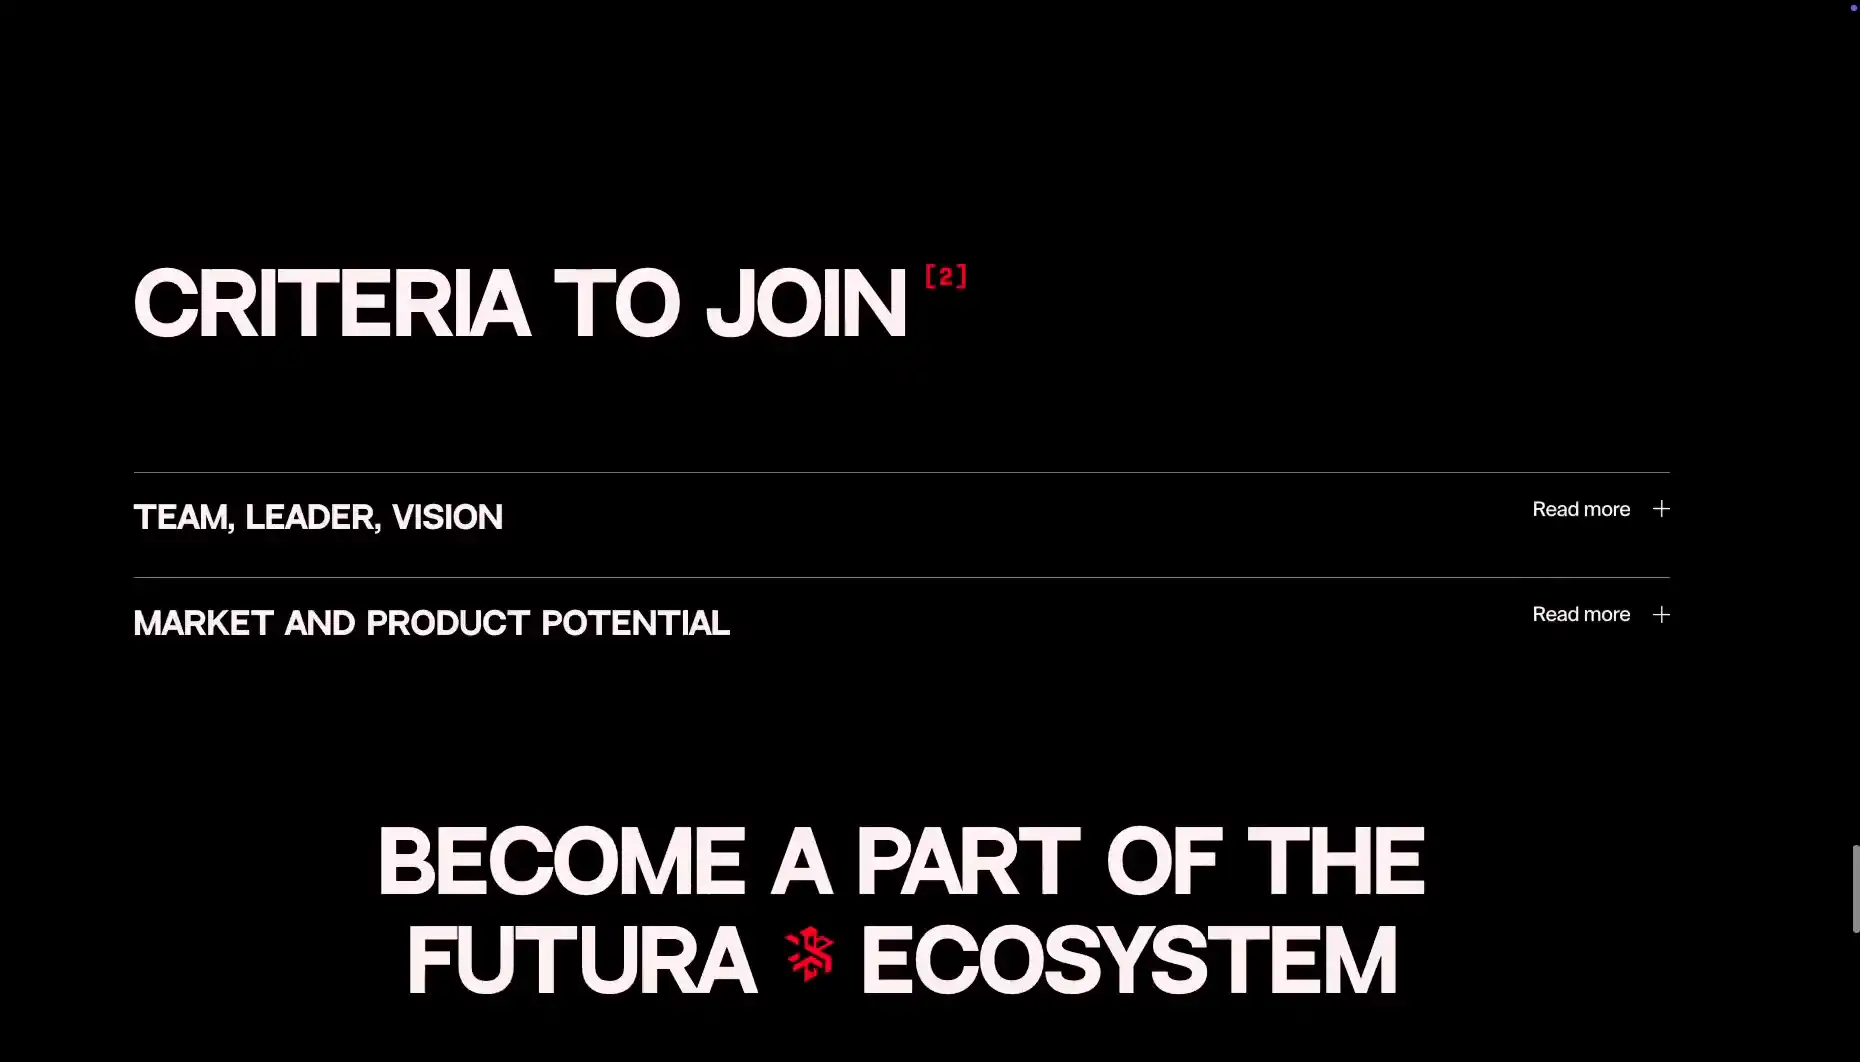 CRITERIA TO JOIN [2]
TEAM, LEADER, VISION
Read more
MARKET AND PRODUCT POTENTIAL
Read more
BECOME A PART OF THE
FUTURA ECOSYSTEM